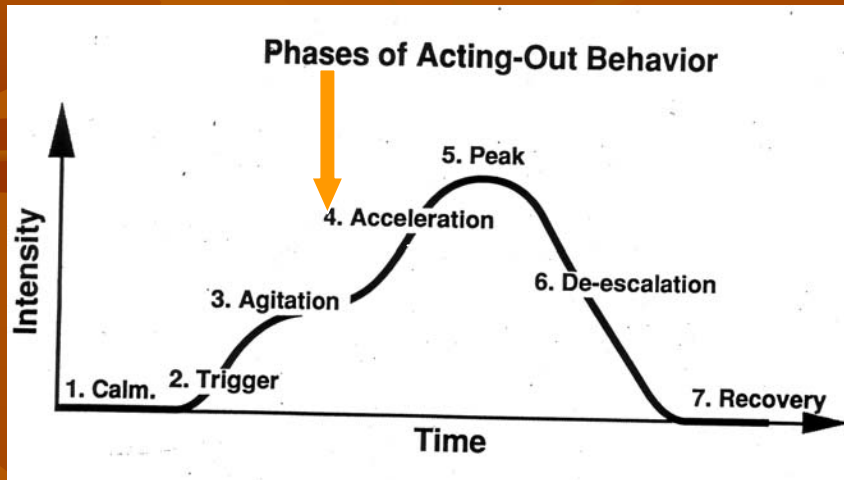 Phases of Acting-Out Behavior
5. Peak
4. Acceleration
3. Agitation
6. De-escalation
2. Trigger
1. Calm.
7. Recovery
Intensity
Time